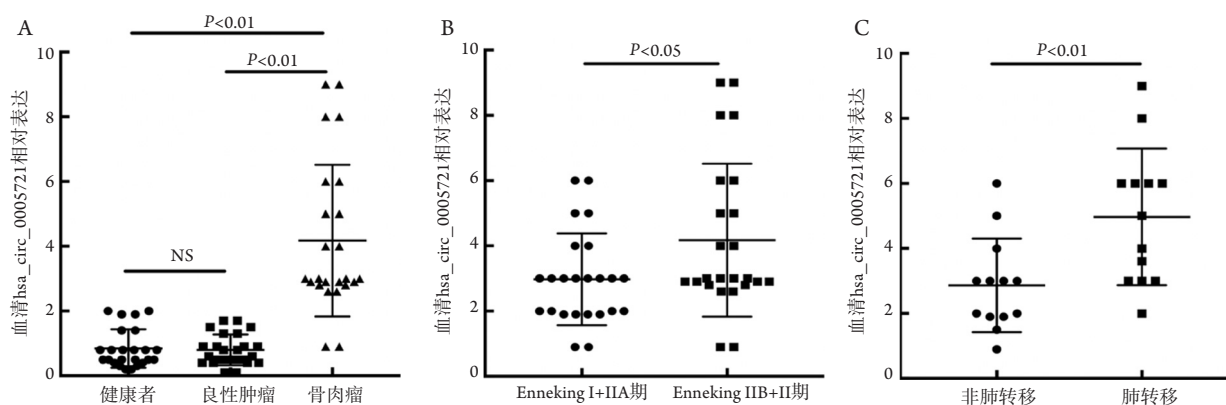 A
P<0.01
P<0.01
NS
血清hsa_circ_0005721相对表达
10
8
6
4
2
0
健康者
良性肿瘤
骨肉瘤
B
P<0.05
血清hsa_circ_0005721相对表达
10
8
6
4
2
0
Enneking I+IIA期
Enneking IIB+II期
C
P<0.01
血清hsa_circ_0005721相对表达
10
8
6
4
2
0
非肺转移
肺转移